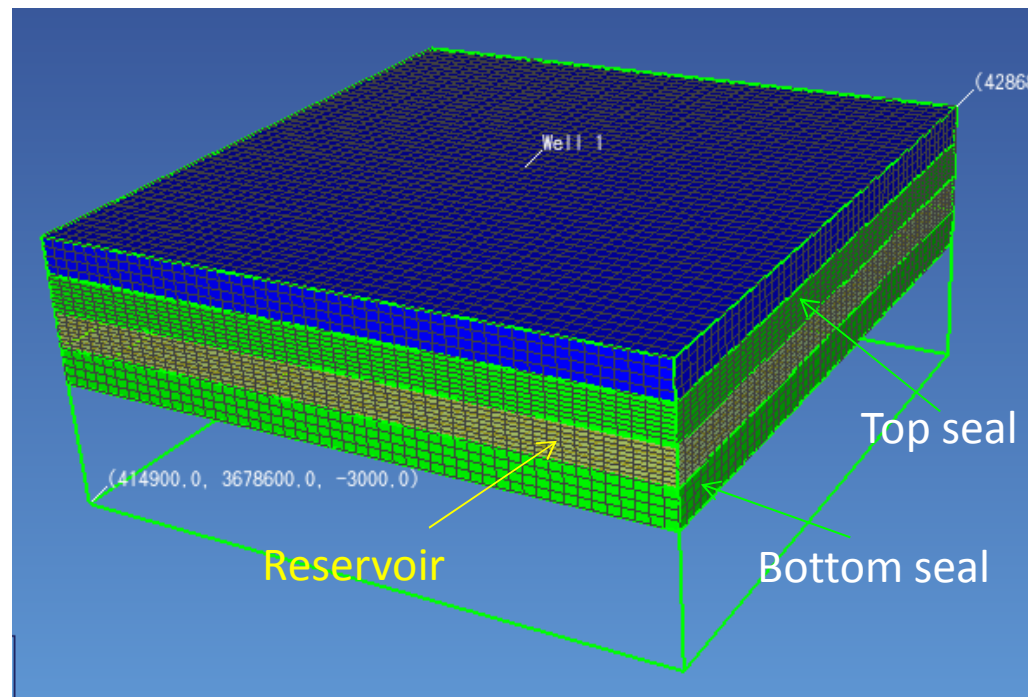 (4286
Well 1
Top seal
(414900.0, 3678600.0, -3000.0)
Reservoir
Bottom seal